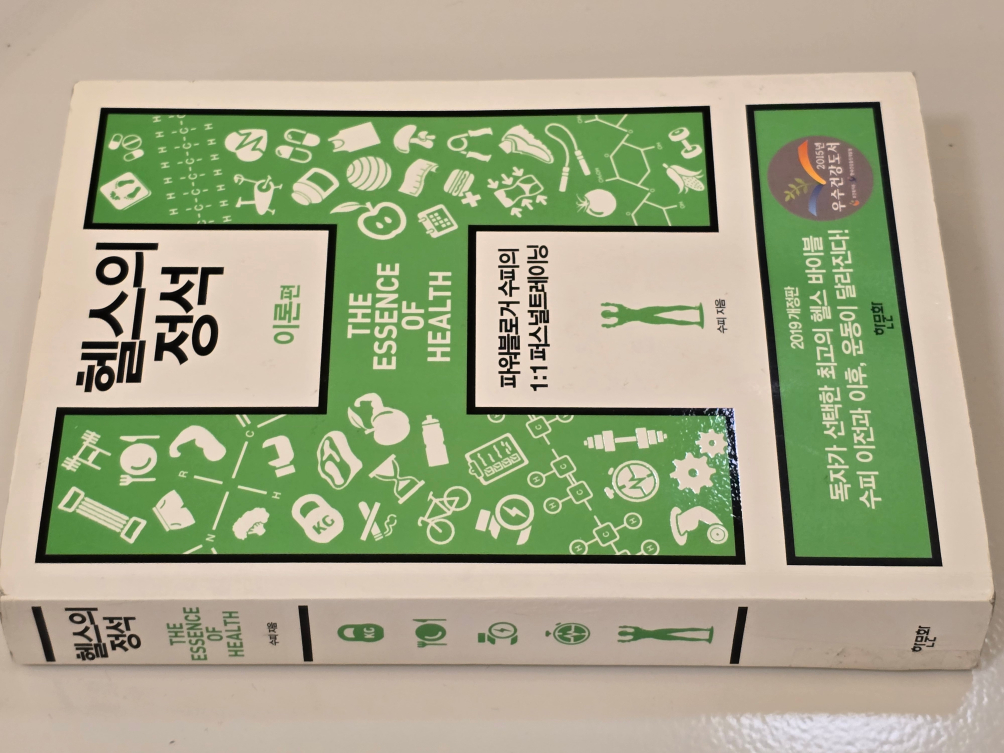 헬스의
정석
이론편
THE
ESSENCE
OF
HEALTH
파워블로거 수피의
1:1 퍼스널트레이닝
수피 지음
KG
2015년
우수건강도서
2019 개정판
독자가 선택한 최고의 헬스 바이블
수피 이전과 이후, 운동이 달라진다!
한문화
헬스의
정석
THE
ESSENCE
OF
HEALTH
수피 지음
KG
한문화